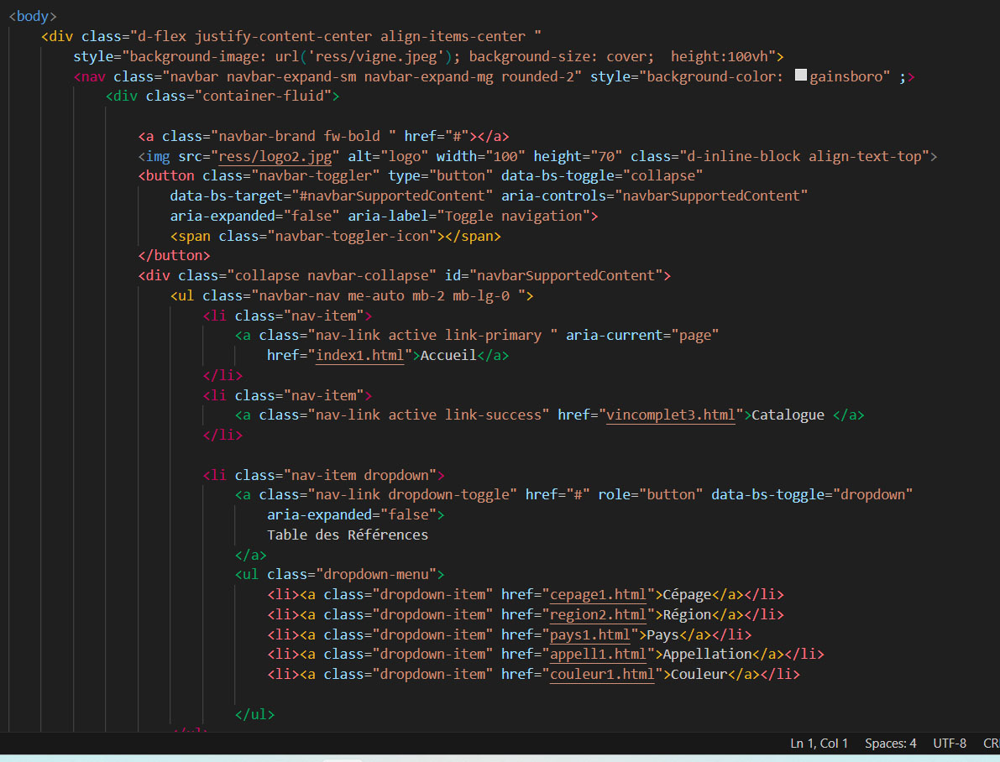 <body>
<div class="d-flex justify-content-center align-items-center "
style="background-image: url('ress/vigne.jpeg'); background-size: cover;  height:100vh">
<nav class="navbar navbar-expand-sm navbar-expand-mg rounded-2" style="background-color: gainsboro" ;>
<div class="container-fluid">
<a class="navbar-brand fw-bold " href="#"></a>
<img src="ress/logo2.jpg" alt="logo" width="100" height="70" class="d-inline-block align-text-top">
<button class="navbar-toggler" type="button" data-bs-toggle="collapse"
data-bs-target="#navbarSupportedContent" aria-controls="navbarSupportedContent"
aria-expanded="false" aria-label="Toggle navigation">
<span class="navbar-toggler-icon"></span>
</button>
<div class="collapse navbar-collapse" id="navbarSupportedContent">
<ul class="navbar-nav me-auto mb-2 mb-lg-0 ">
<li class="nav-item">
<a class="nav-link active link-primary " aria-current="page"
href="index1.html">Accueil</a>
</li>
<li class="nav-item">
<a class="nav-link active link-success" href="vincomplet3.html">Catalogue </a>
</li>
<li class="nav-item dropdown">
<a class="nav-link dropdown-toggle" href="#" role="button" data-bs-toggle="dropdown"
aria-expanded="false">
Table des Références
</a>
<ul class="dropdown-menu">
<li><a class="dropdown-item" href="cepage1.html">Cépage</a></li>
<li><a class="dropdown-item" href="region2.html">Région</a></li>
<li><a class="dropdown-item" href="pays1.html">Pays</a></li>
<li><a class="dropdown-item" href="appell1.html">Appellation</a></li>
<li><a class="dropdown-item" href="couleur1.html">Couleur</a></li>
</ul>
Ln 1, Col 1 Spaces: 4 UTF-8